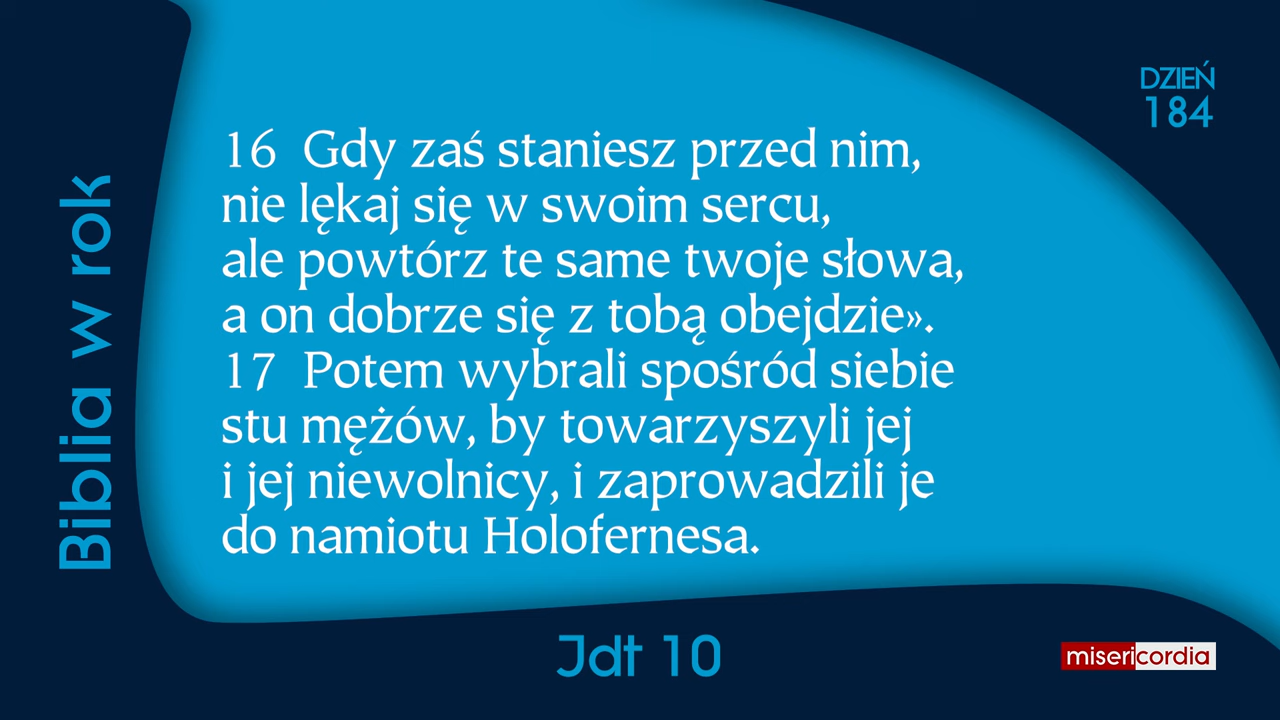 DZIEŃ
184
16 Gdy zaś staniesz przed nim,
nie lękaj się w swoim sercu,
ale powtórz te same twoje słowa,
a on dobrze się z tobą obejdzie».
17 Potem wybrali spośród siebie
stu mężów, by towarzyszyli jej
i jej niewolnicy, i zaprowadzili je
do namiotu Holofernesa.
Biblia w rok
Jdt 10
misericordia